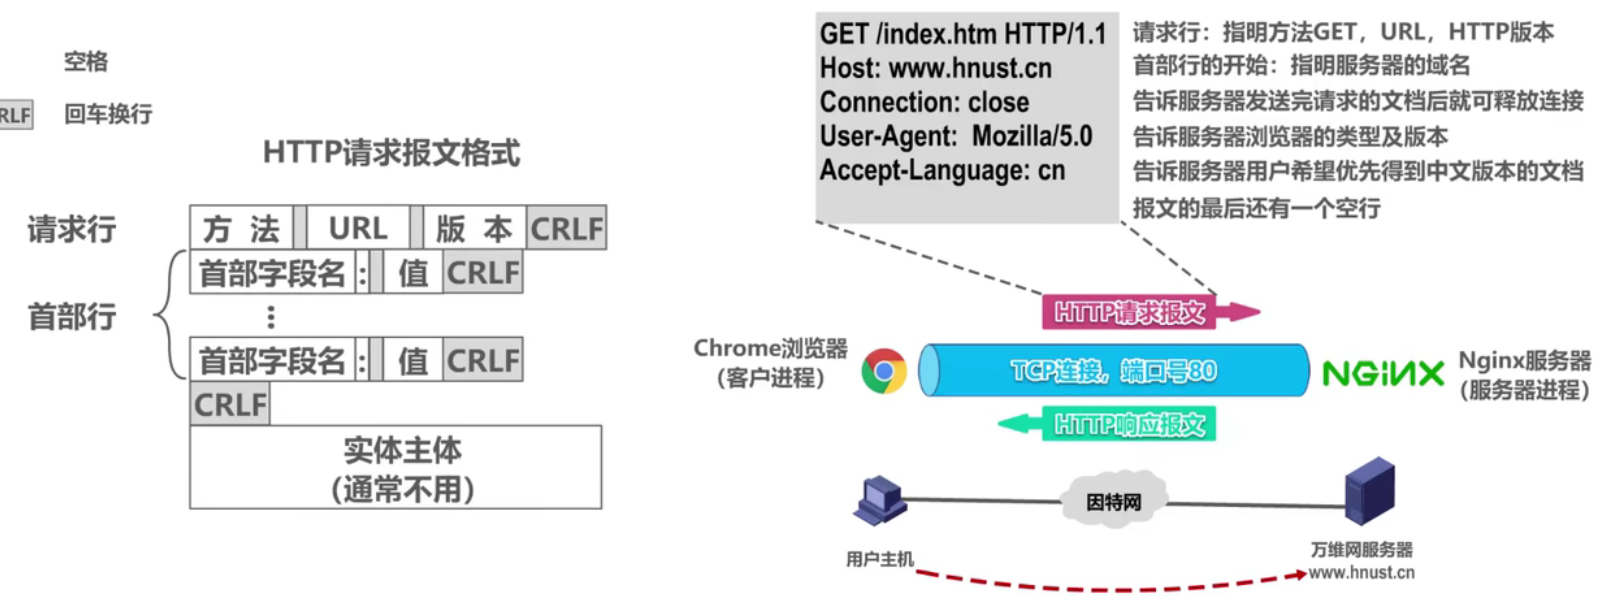 空格
RLF 回车换行
HTTP请求报文格式
请求行 方 法 URL 版 本 CRLF
首部行 首部字段名 : 值 CRLF
⋮
首部字段名 : 值 CRLF
CRLF
实体主体
（通常不用）
GET /index.htm HTTP/1.1 请求行：指明方法GET，URL，HTTP版本
Host: www.hnust.cn 首部行的开始：指明服务器的域名
Connection: close 告诉服务器发送完请求的文档后就可释放连接
User-Agent: Mozilla/5.0 告诉服务器浏览器的类型及版本
Accept-Language: cn 告诉服务器用户希望优先得到中文版本的文档
报文的最后还有一个空行
HTTP请求报文
Chrome浏览器
（客户进程）
TCP连接，端口号80
NGINX
Nginx服务器
（服务器进程）
HTTP响应报文
因特网
用户主机
万维网服务器
www.hnust.cn